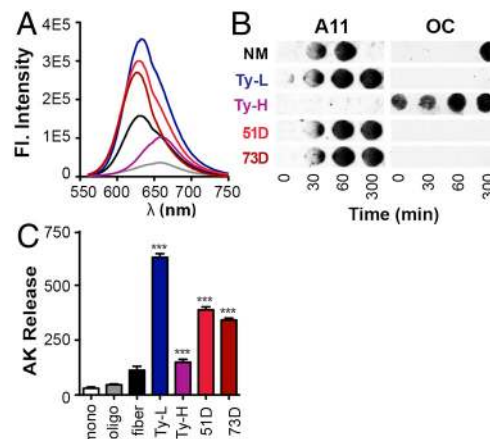 A
4E5
3E5
2E5
1E5
0
Fl. Intensity
560 600 650 700 750
λ (nm)
B
A11 OC
NM
Ty-L
Ty-H
51D
73D
0 30 60 300 0 30 60 300
Time (min)
C
750
500
250
0
AK Release
***
***
***
***
mono oligo fiber Ty-L Ty-H 51D 73D